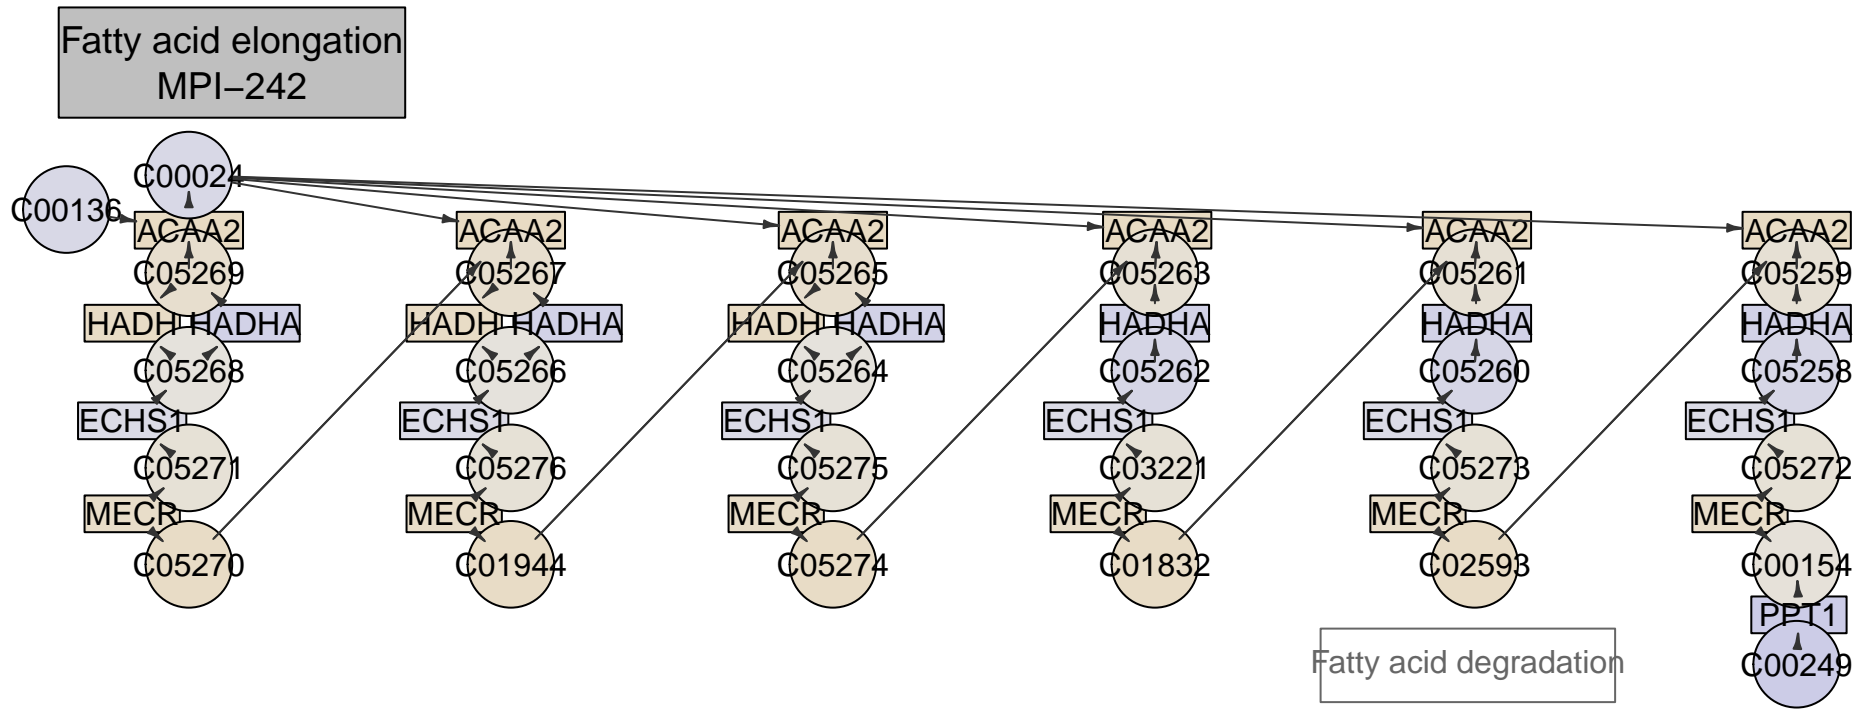 Fatty acid elongation
MPI−242
C00024
C00136
ACAA2 ACAA2 ACAA2 ACAA2 ACAA2 ACAA2
C05269 C05267 C05265 C05263 C05261 C05259
HADH HADHA HADH HADHA HADH HADHA HADHA HADHA HADHA
C05268 C05266 C05264 C05262 C05260 C05258
ECHS1 ECHS1 ECHS1 ECHS1 ECHS1 ECHS1
C05271 C05276 C05275 C03221 C05273 C05272
MECR MECR MECR MECR MECR MECR
C05270 C01944 C05274 C01832 C02593 C00154
PPT1
Fatty acid degradation C00249